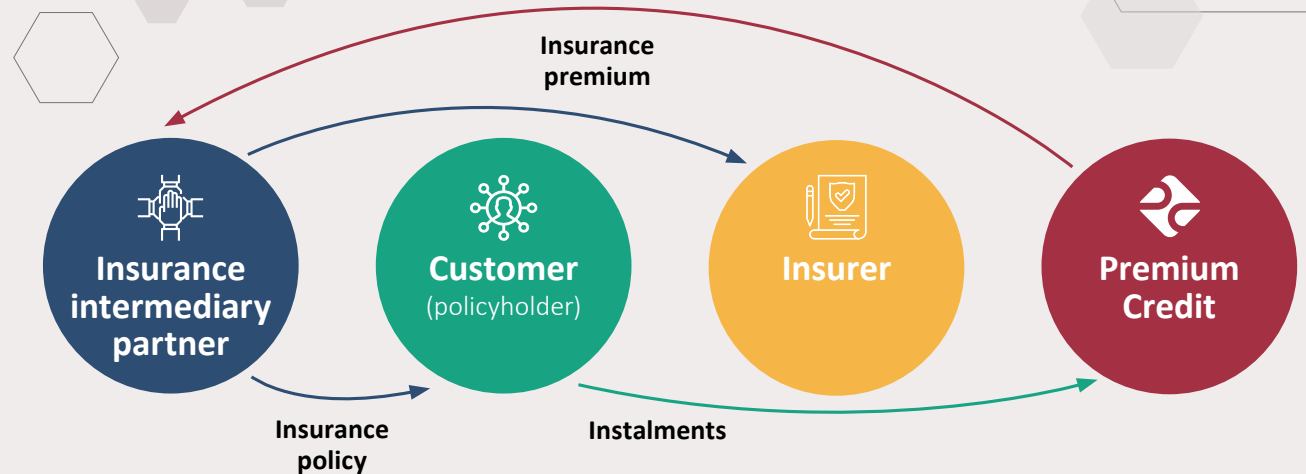 Insurance
premium
Insurance
intermediary
partner
Customer
(policyholder)
Insurer
Premium
Credit
Insurance
policy
Instalments